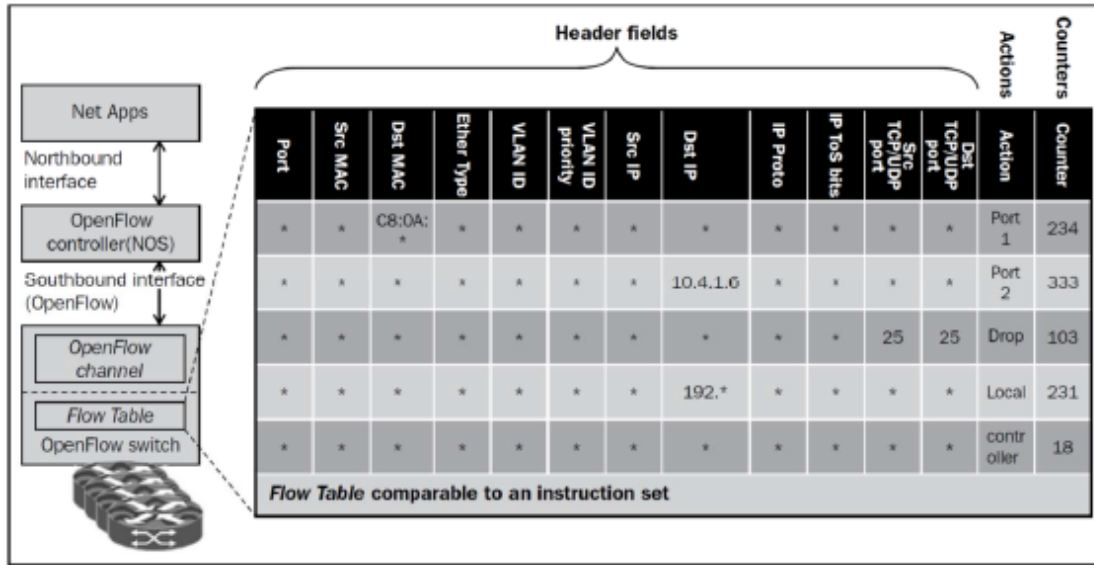 Header fields
Actions
Counters
Net Apps
Northbound
interface
OpenFlow
controller(NOS)
Southbound interface
(OpenFlow)
OpenFlow
channel
Flow Table
OpenFlow switch
Port
Src MAC
Dst MAC
Ether Type
VLAN ID
VLAN ID
priority
Src IP
Dst IP
IP Proto
IP ToS bits
Src
TCP/UDP
port
Dst
TCP/UDP
port
Action
Counter
* * C8:0A: * * * * * * * * * * Port 1 234
* * * * * * * 10.4.1.6 * * * * Port 2 333
* * * * * * * * * * 25 25 Drop 103
* * * * * * * 192.* * * * * Local 231
* * * * * * * * * * * * contr oller 18
Flow Table comparable to an instruction set